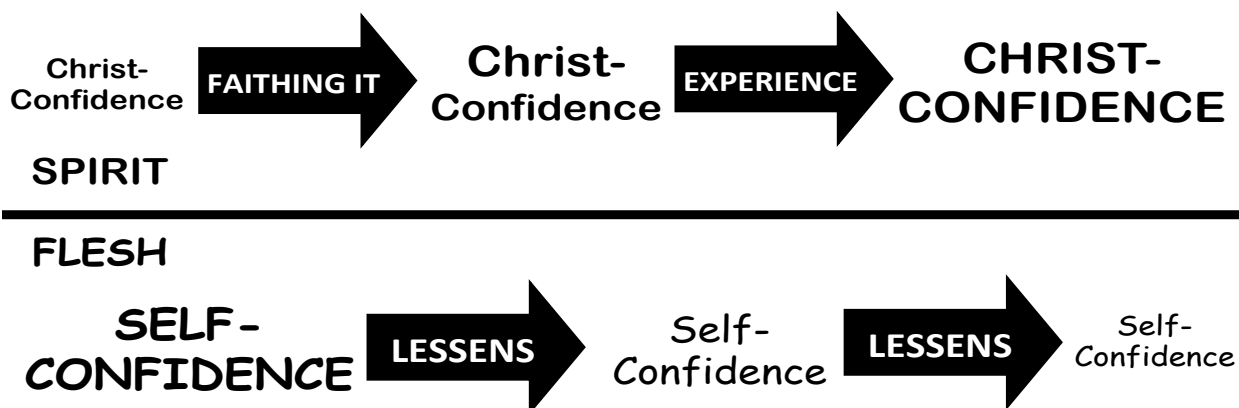 Christ-
Confidence
FAITHING IT
Christ-
Confidence
EXPERIENCE
CHRIST-
CONFIDENCE
SPIRIT
FLESH
SELF-
CONFIDENCE
LESSENS
Self-
Confidence
LESSENS
Self-
Confidence